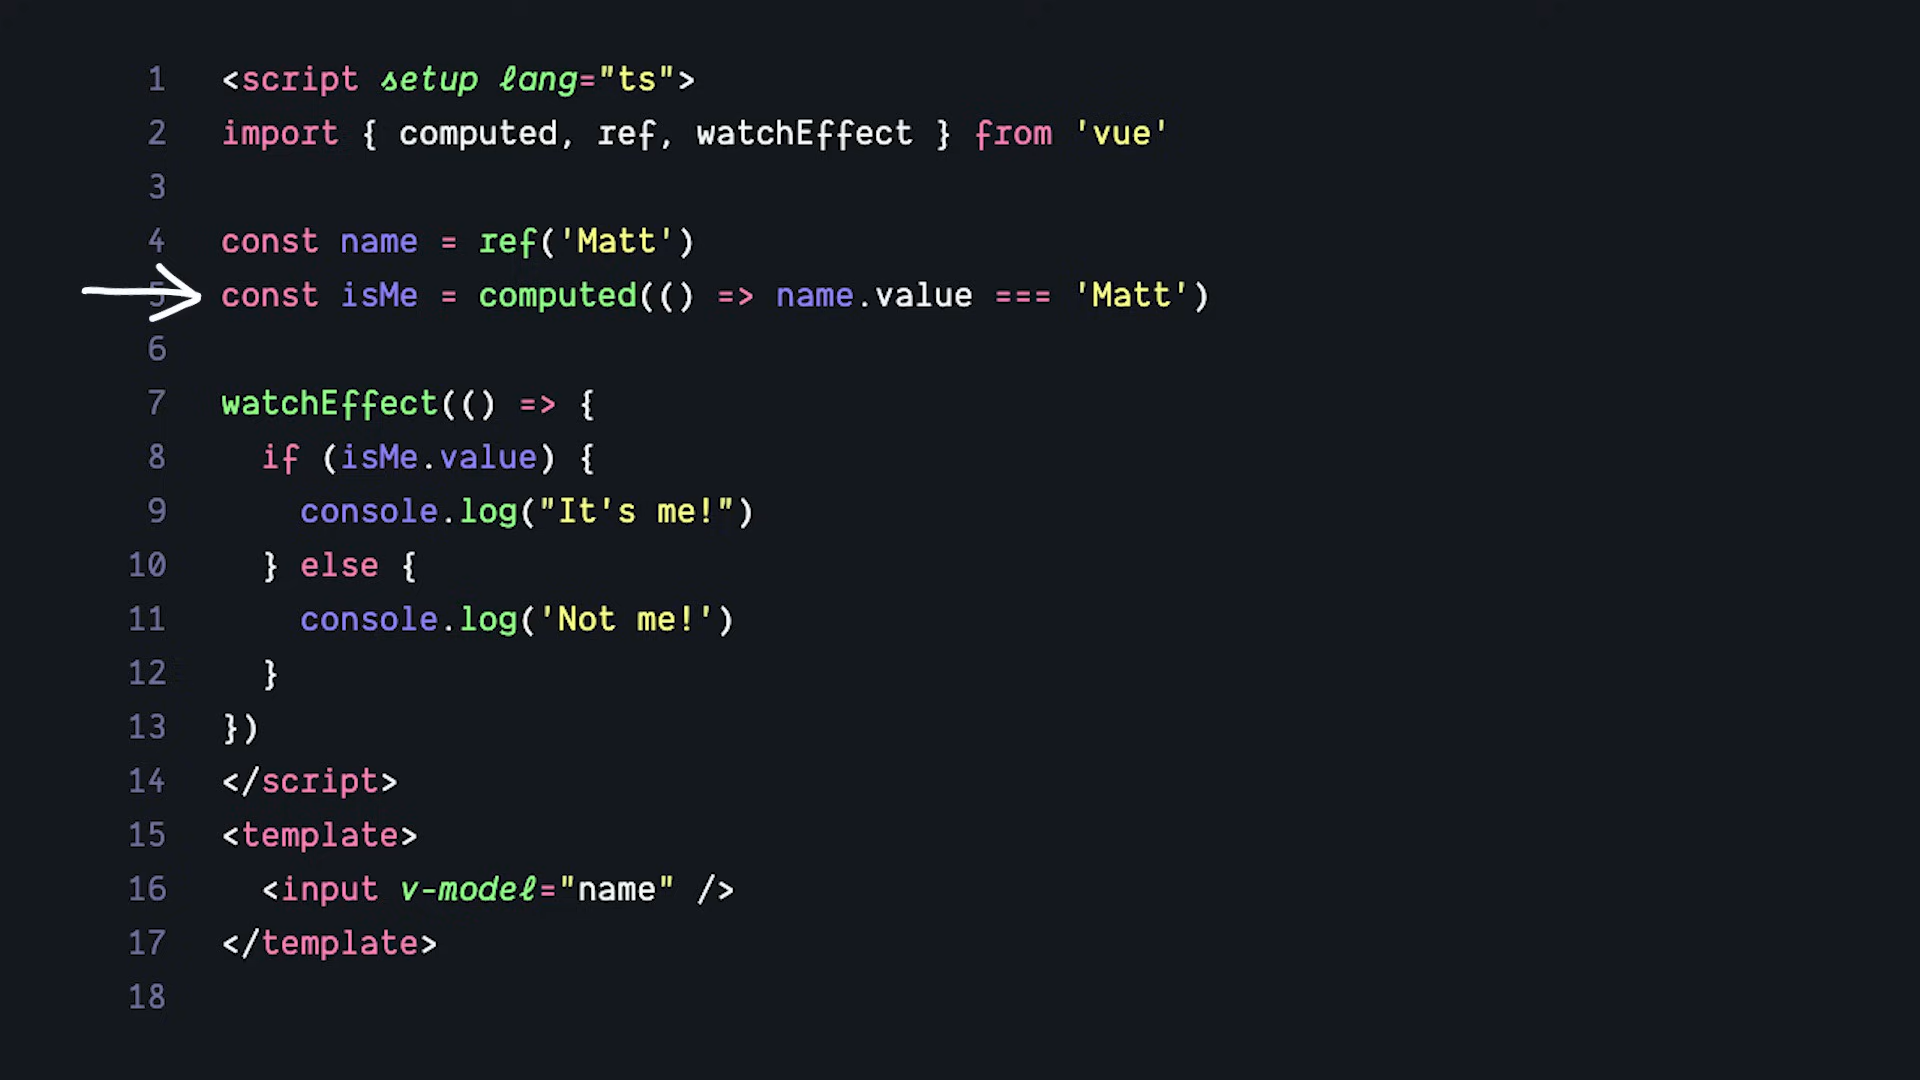 1 <script setup lang="ts">
2 import { computed, ref, watchEffect } from 'vue'
3
4 const name = ref('Matt')
5 const isMe = computed(() => name.value === 'Matt')
6
7 watchEffect(() => {
8   if (isMe.value) {
9     console.log("It's me!")
10   } else {
11     console.log('Not me!')
12   }
13 })
14 </script>
15 <template>
16   <input v-model="name" />
17 </template>
18